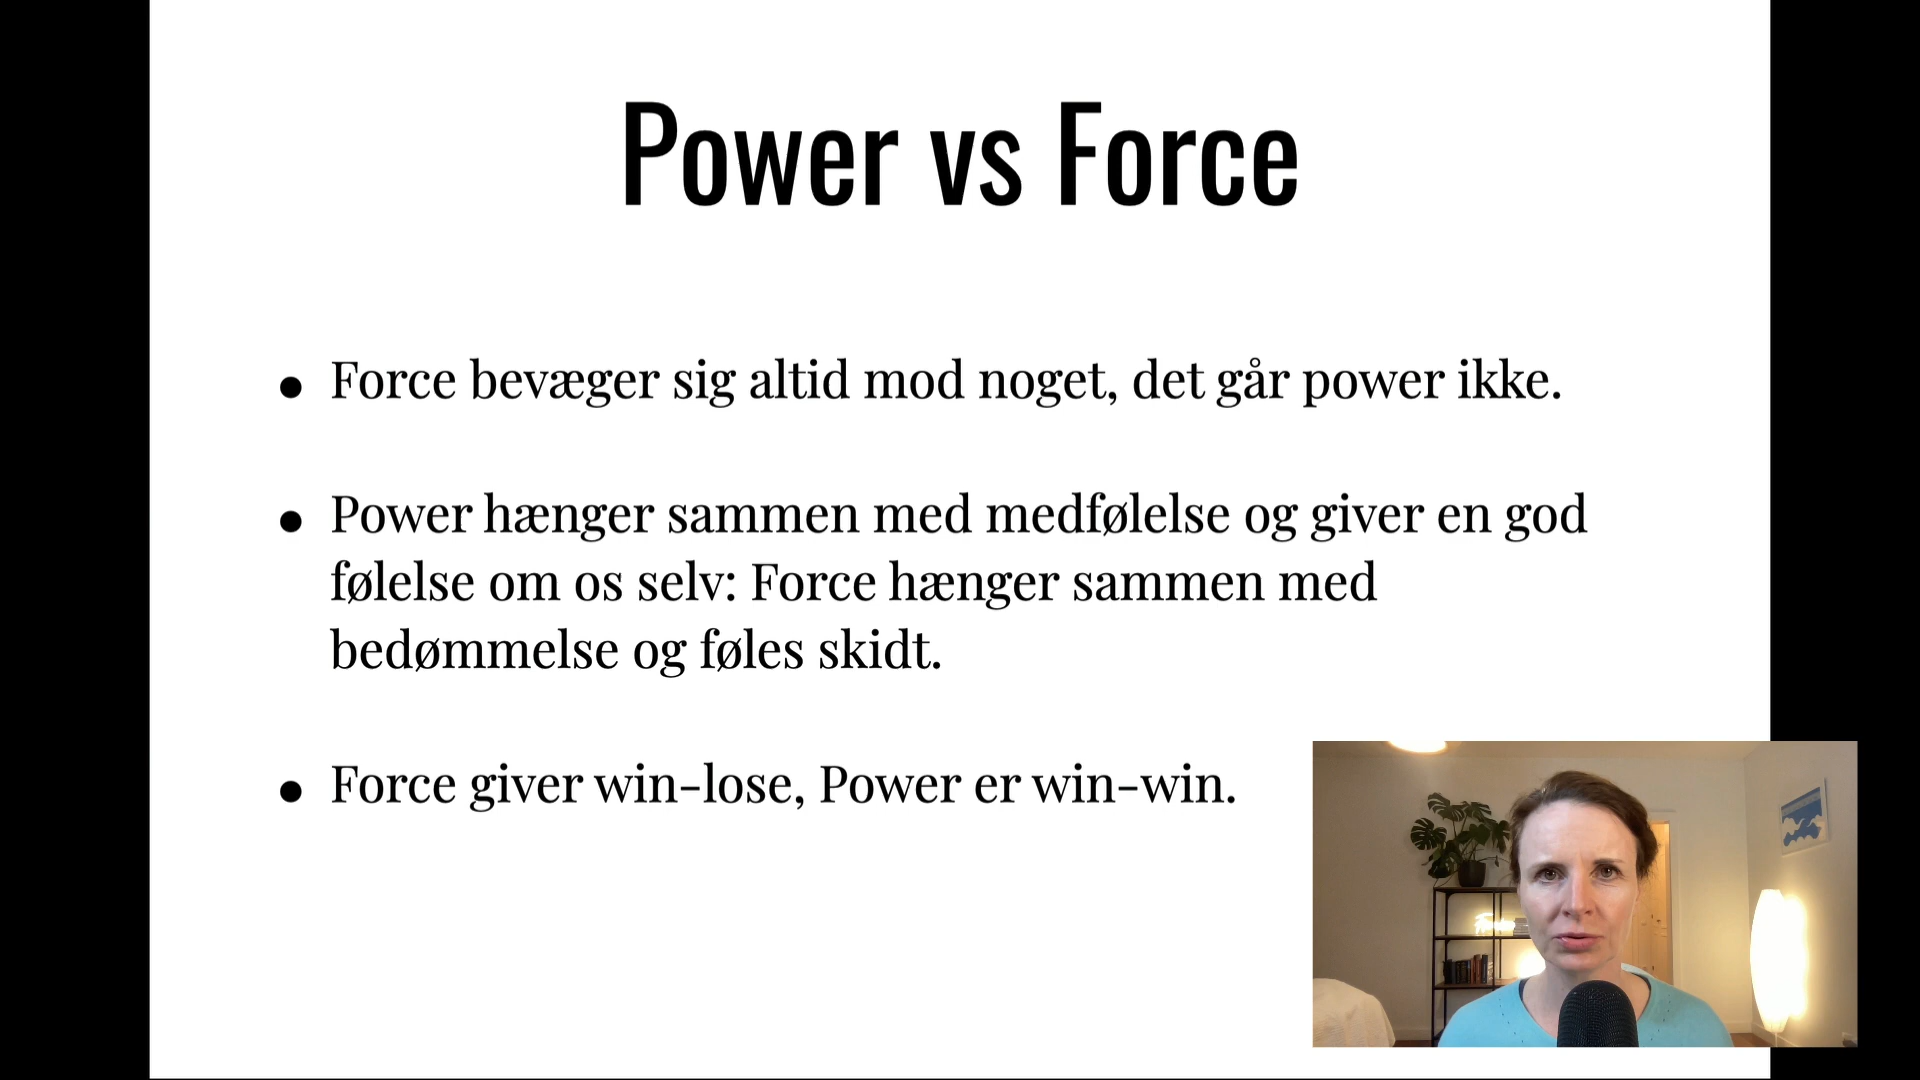 Power vs Force
• Force bevæger sig altid mod noget, det går power ikke.
• Power hænger sammen med medfølelse og giver en god
følelse om os selv: Force hænger sammen med
bedømmelse og føles skidt.
• Force giver win-lose, Power er win-win.